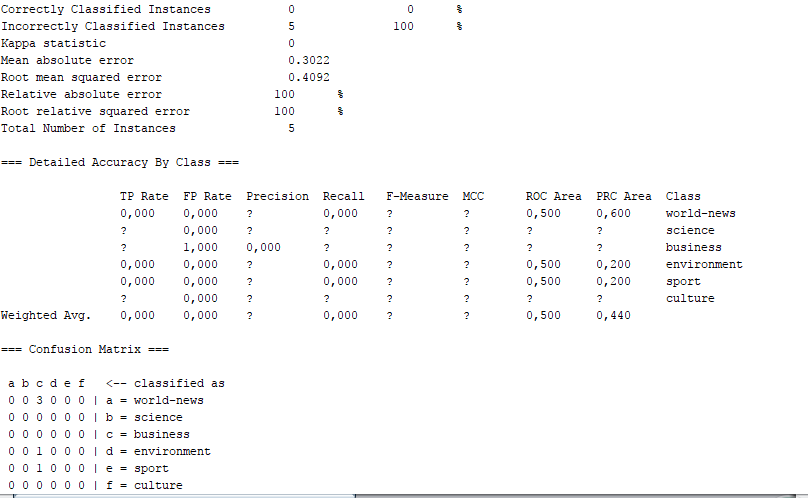 Correctly Classified Instances 0 0 %
Incorrectly Classified Instances 5 100 %
Kappa statistic 0
Mean absolute error 0.3022
Root mean squared error 0.4092
Relative absolute error 100 %
Root relative squared error 100 %
Total Number of Instances 5
=== Detailed Accuracy By Class ===
TP Rate FP Rate Precision Recall F-Measure MCC ROC Area PRC Area Class
0,000 0,000 ? 0,000 ? ? 0,500 0,600 world-news
? 0,000 ? ? ? ? ? ? science
? 1,000 0,000 ? ? ? ? ? business
0,000 0,000 ? 0,000 ? ? 0,500 0,200 environment
0,000 0,000 ? 0,000 ? ? 0,500 0,200 sport
? 0,000 ? ? ? ? ? ? culture
Weighted Avg. 0,000 0,000 ? 0,000 ? ? 0,500 0,440
=== Confusion Matrix ===
a b c d e f <-- classified as
0 0 3 0 0 0 | a = world-news
0 0 0 0 0 0 | b = science
0 0 0 0 0 0 | c = business
0 0 1 0 0 0 | d = environment
0 0 1 0 0 0 | e = sport
0 0 0 0 0 0 | f = culture